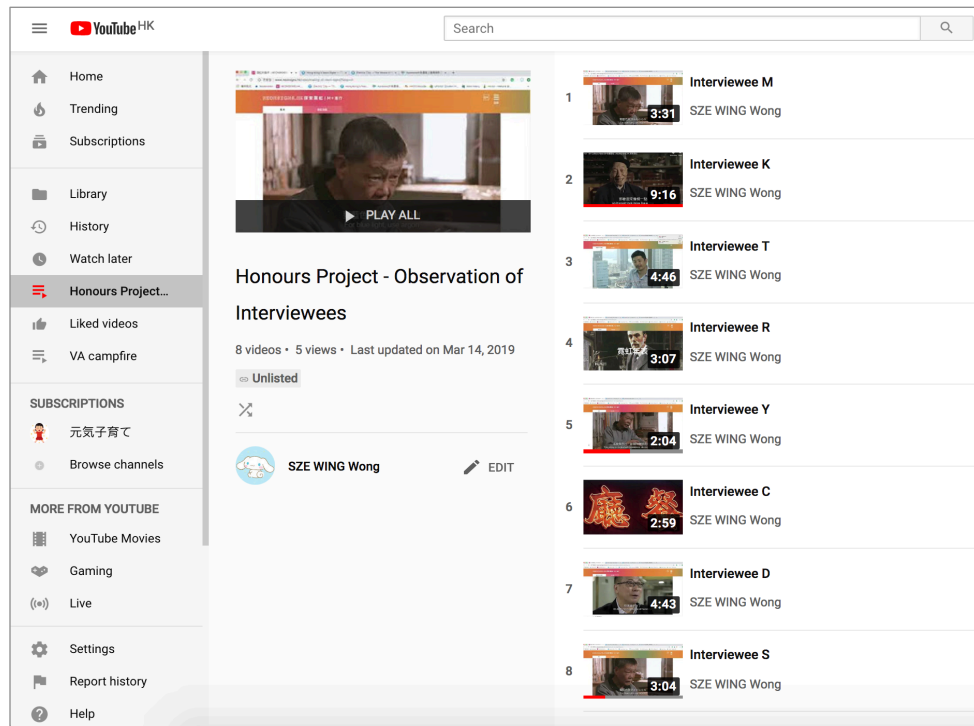 YouTube HK
Search
Home
Trending
Subscriptions
Library
History
Watch later
Honours Project...
Liked videos
VA campfire
SUBSCRIPTIONS
元気子育て
Browse channels
MORE FROM YOUTUBE
YouTube Movies
Gaming
Live
Settings
Report history
Help
PLAY ALL
Honours Project - Observation of
Interviewees
8 videos • 5 views • Last updated on Mar 14, 2019
Unlisted
SZE WING Wong
EDIT
1
3:31
Interviewee M
SZE WING Wong
2
9:16
Interviewee K
SZE WING Wong
3
4:46
Interviewee T
SZE WING Wong
4
3:07
Interviewee R
SZE WING Wong
5
2:04
Interviewee Y
SZE WING Wong
6
2:59
Interviewee C
SZE WING Wong
7
4:43
Interviewee D
SZE WING Wong
8
3:04
Interviewee S
SZE WING Wong